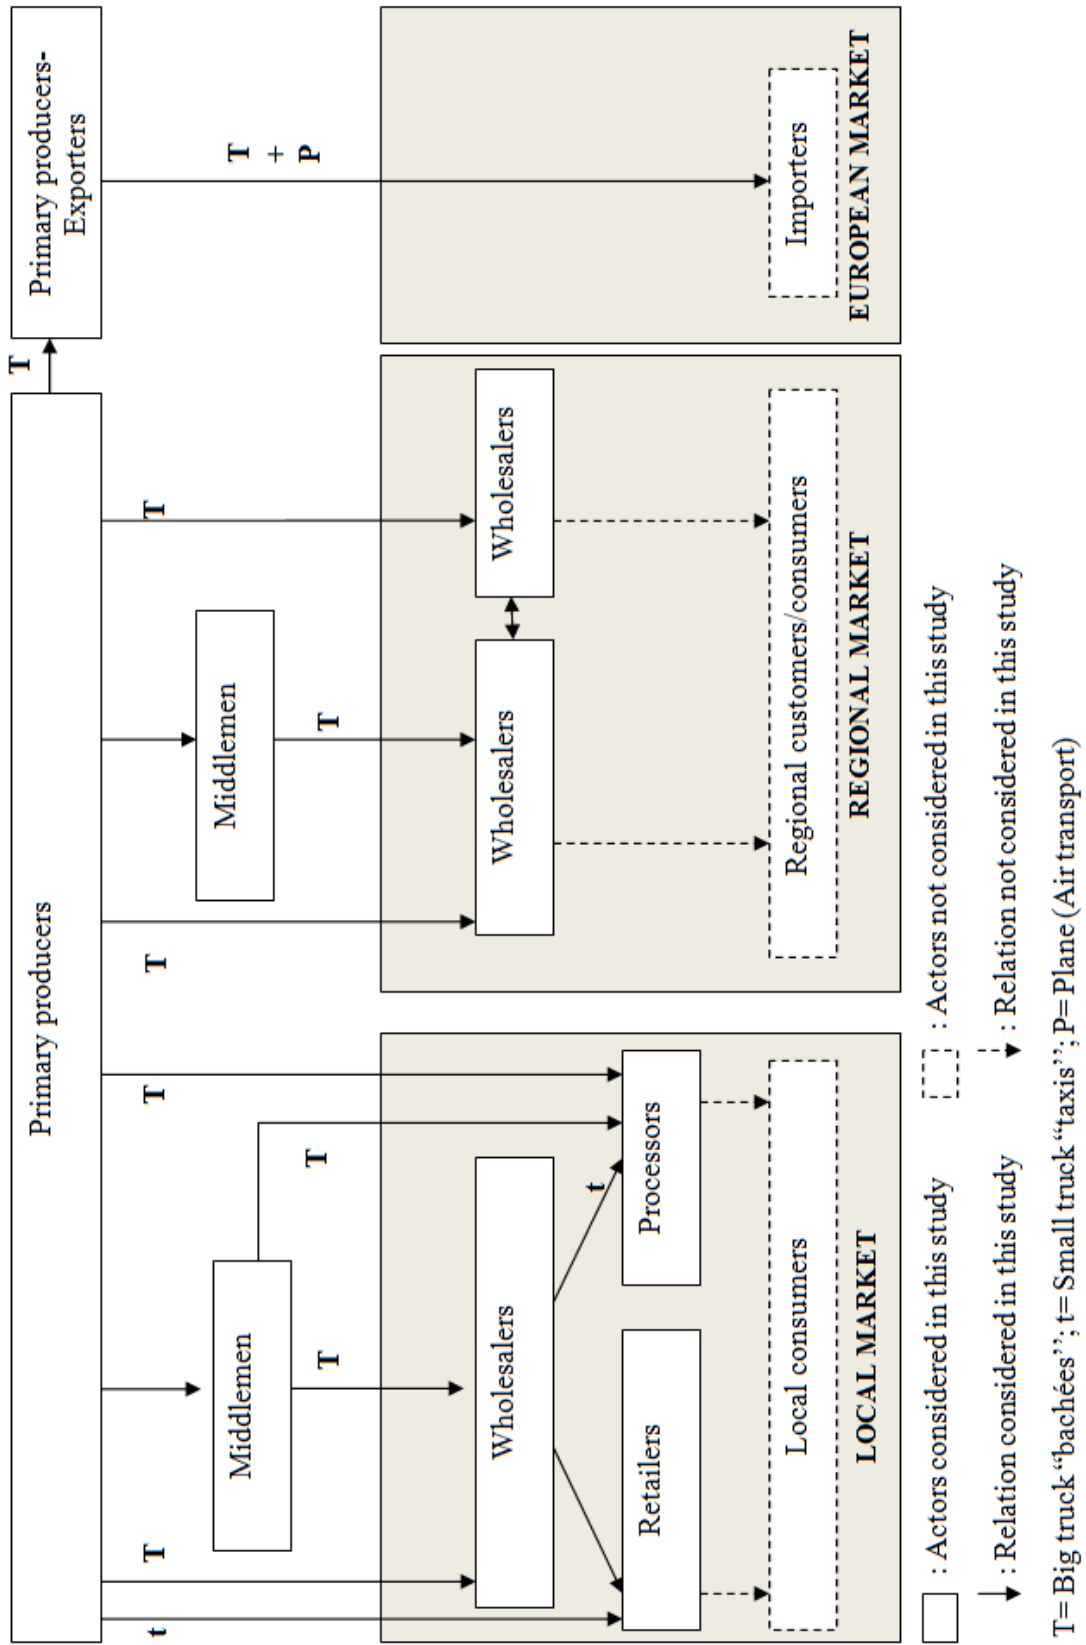 Primary producers
T
Primary producers-
Exporters
t
T
T
T
T
T
+
P
Middlemen
Middlemen
T
T
T
Wholesalers
t
Retailers
Processors
Local consumers
LOCAL MARKET
Wholesalers
Wholesalers
Regional customers/consumers
REGIONAL MARKET
Importers
EUROPEAN MARKET
: Actors considered in this study
: Actors not considered in this study
: Relation considered in this study
: Relation not considered in this study
T= Big truck “bachées”; t= Small truck “taxis”; P= Plane (Air transport)